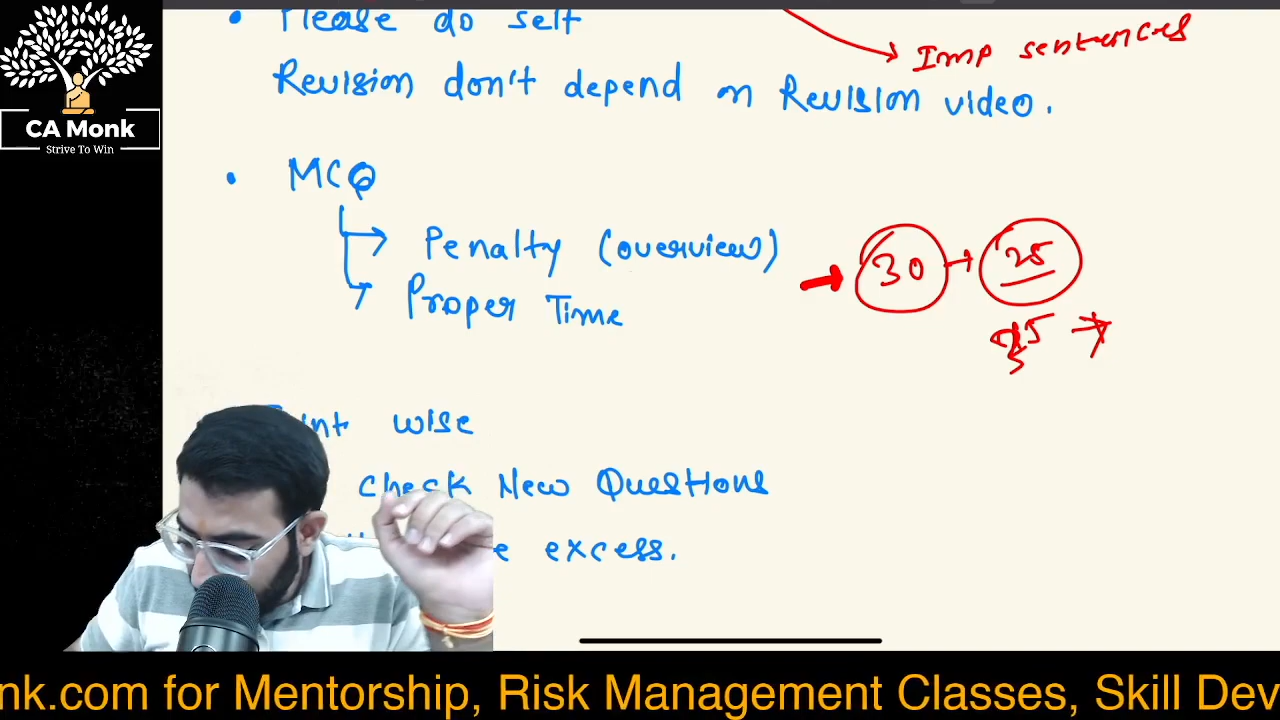 CA Monk
Strive To Win
• Please do self
Revision don't depend on Revision video.
Imp sentences
• MCQ
Penalty (overview)
Proper Time
30 → 25
wise
check New Questions
excess.
nk.com for Mentorship, Risk Management Classes, Skill Dev